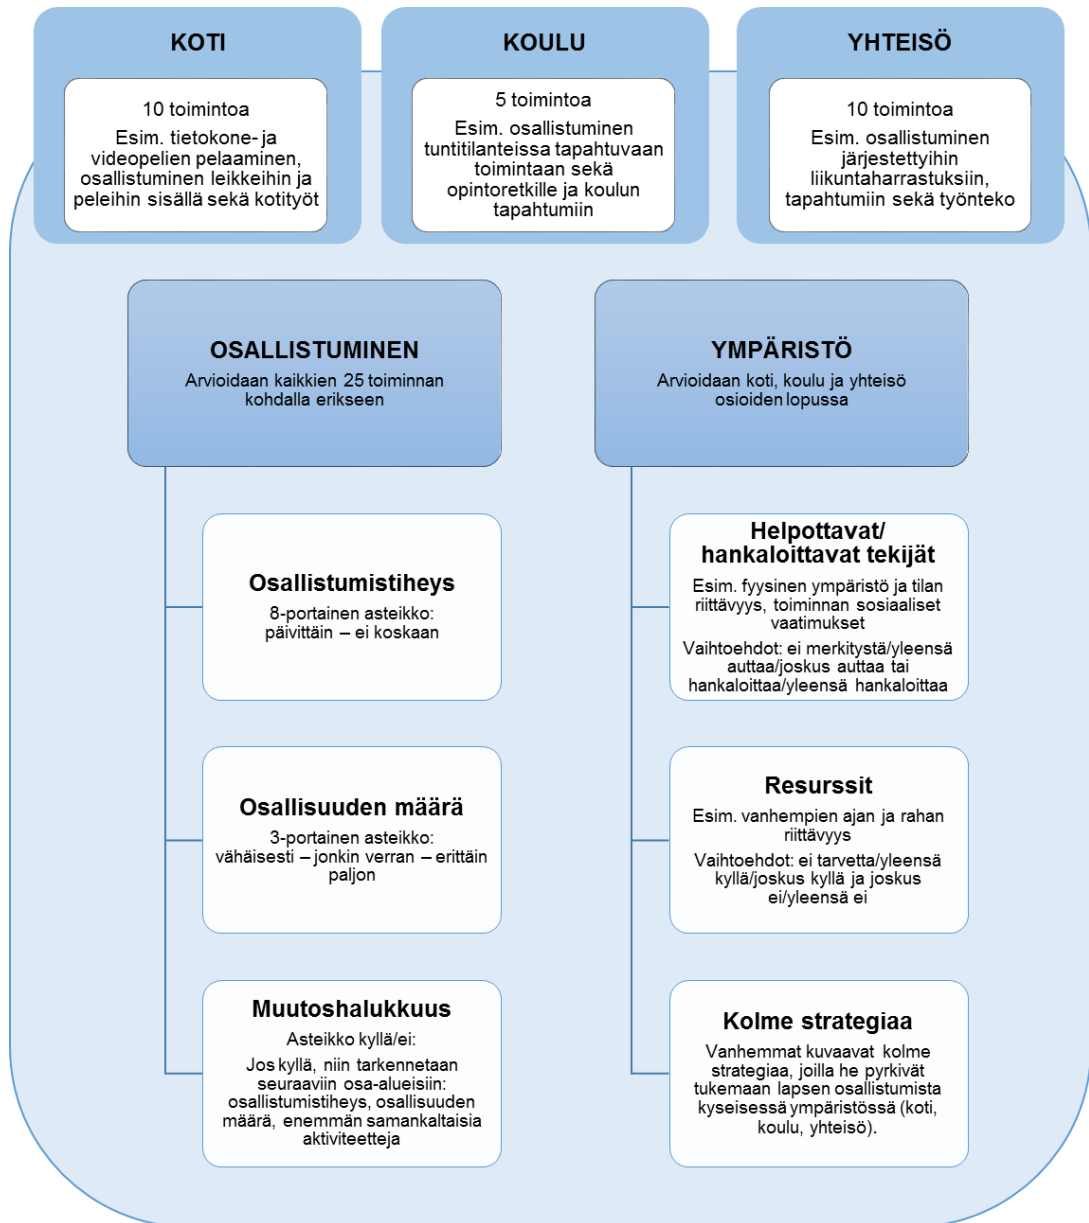 KOTI
10 toimintoa
Esim. tietokone- ja
videopelien pelaaminen,
osallistuminen leikkeihin ja
peleihin sisällä sekä kotityöt
KOULU
5 toimintoa
Esim. osallistuminen
tuntitilanteissa tapahtuvaan
toimintaan sekä
opintoretkille ja koulun
tapahtumiin
YHTEISÖ
10 toimintoa
Esim. osallistuminen
järjestettyihin
liikuntaharrastuksiin,
tapahtumiin sekä työnteko
OSALLISTUMINEN
Arvioidaan kaikkien 25 toiminnan
kohdalla erikseen
Osallistumistiheys
8-portainen asteikko:
päivittäin – ei koskaan
Osallisuuden määrä
3-portainen asteikko:
vähäisesti – jonkin verran – erittäin
paljon
Muutoshalukkuus
Asteikko kyllä/ei:
Jos kyllä, niin tarkennetaan
seuraaviin osa-alueisiin:
osallistumistiheys, osallisuuden
määrä, enemmän samankaltaisia
aktiviteetteja
YMPÄRISTÖ
Arvioidaan koti, koulu ja yhteisö
osioiden lopussa
Helpottavat/
hankaloittavat tekijät
Esim. fyysinen ympäristö ja tilan
riittävyys, toiminnan sosiaaliset
vaatimukset
Vaihtoehdot: ei merkitystä/yleensä
auttaa/joskus auttaa tai
hankaloittaa/yleensä hankaloittaa
Resurssit
Esim. vanhempien ajan ja rahan
riittävyys
Vaihtoehdot: ei tarvetta/yleensä
kyllä/joskus kyllä ja joskus
ei/yleensä ei
Kolme strategiaa
Vanhemmat kuvaavat kolme
strategiaa, joilla he pyrkivät
tukemaan lapsen osallistumista
kyseisessä ympäristössä (koti,
koulu, yhteisö).